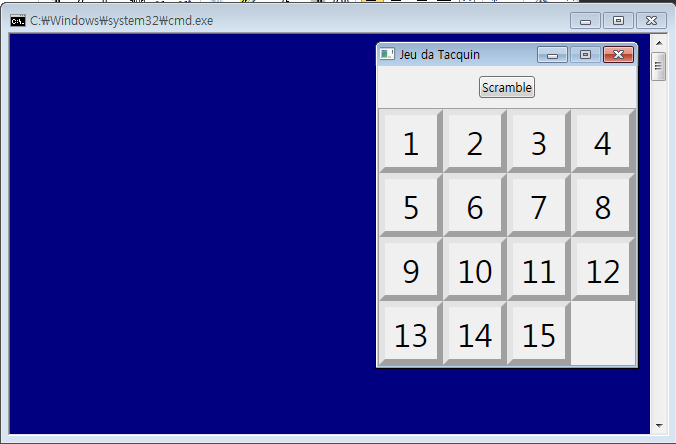 C:₩Windows₩system32₩cmd.exe
Jeu da Tacquin
Scramble
1 2 3 4
5 6 7 8
9 10 11 12
13 14 15